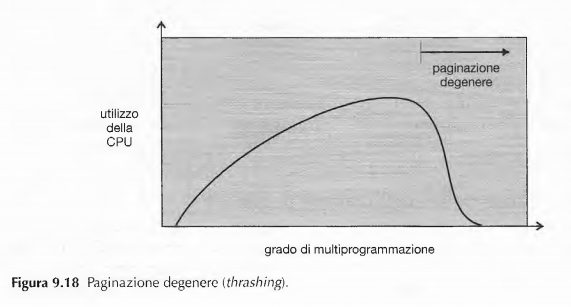 paginazione
degenere
utilizzo
della
CPU
grado di multiprogrammazione
Figura 9.18 Paginazione degenere (thrashing).